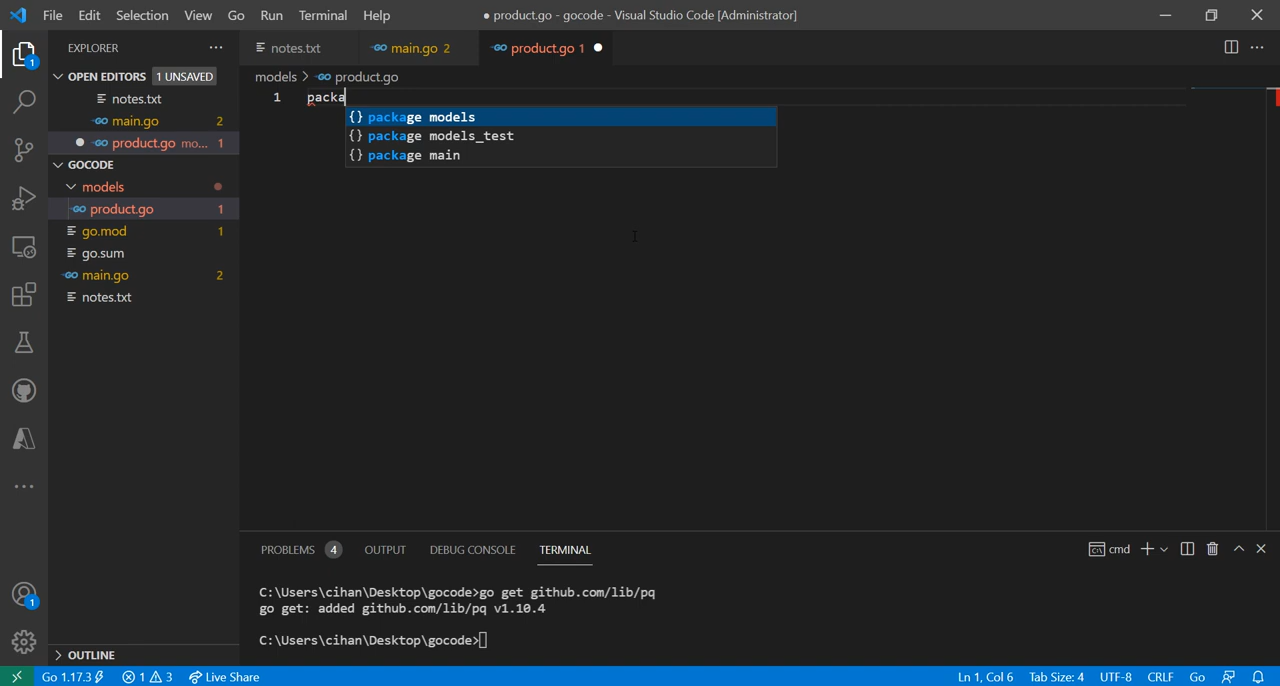 File Edit Selection View Go Run Terminal Help
● product.go - gocode - Visual Studio Code [Administrator]
EXPLORER
notes.txt
main.go 2
product.go 1
OPEN EDITORS 1 UNSAVED
models > product.go
notes.txt
main.go 2
product.go mo... 1
GOCODE
models
product.go 1
go.mod 1
go.sum
main.go 2
notes.txt
1 packa
package models
package models_test
package main
PROBLEMS 4 OUTPUT DEBUG CONSOLE TERMINAL
cmd
C:\Users\cihan\Desktop\gocode>go get github.com/lib/pq
go get: added github.com/lib/pq v1.10.4
C:\Users\cihan\Desktop\gocode>
1
1
OUTLINE
Go 1.17.3 1 3 Live Share
Ln 1, Col 6 Tab Size: 4 UTF-8 CRLF Go